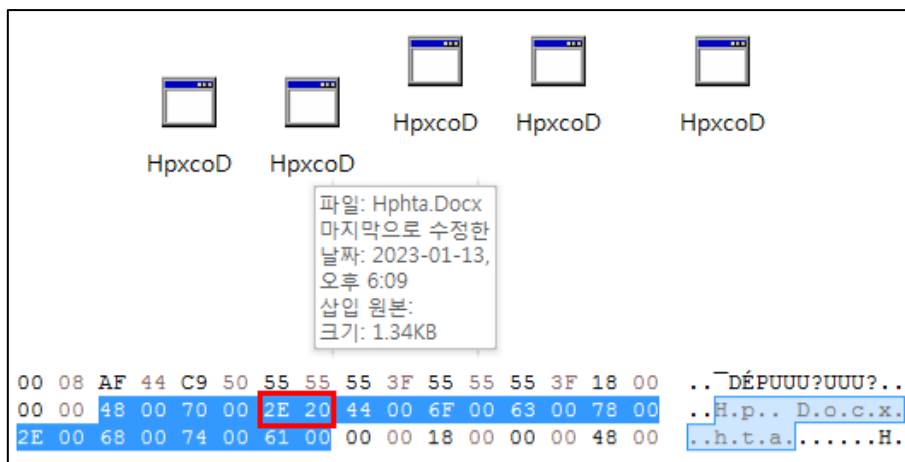 HpxcoD HpxcoD HpxcoD
HpxcoD HpxcoD
파일: Hphta.Docx
마지막으로 수정한
날짜: 2023-01-13,
오후 6:09
삽입 원본:
크기: 1.34KB
00 08 AF 44 C9 50 55 55 55 3F 55 55 55 3F 18 00 ..¯DÉPUUU?UUU?..
00 00 48 00 70 00 2E 20 44 00 6F 00 63 00 78 00 ..H.p.. D.o.c.x.
2E 00 68 00 74 00 61 00 00 00 18 00 00 00 48 00 ..h.t.a.......H.